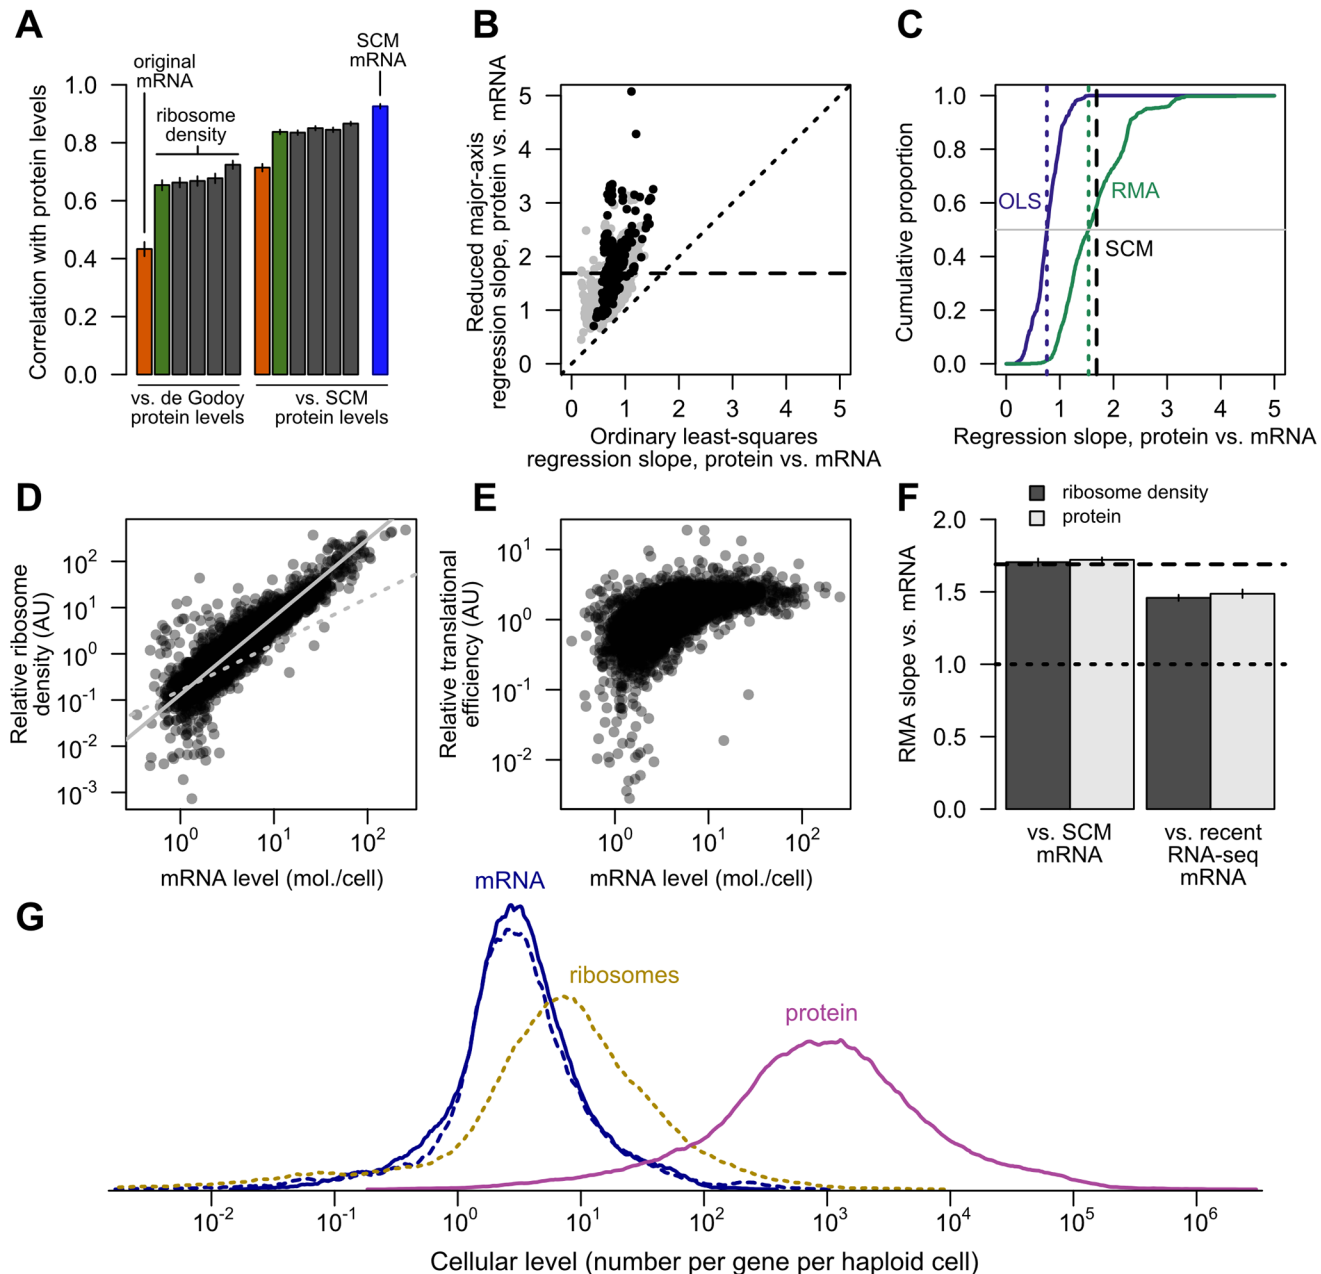 A
original
mRNA
SCM
mRNA
ribosome
density
Correlation with protein levels
1.0
0.8
0.6
0.4
0.2
0.0
vs. de Godoy
protein levels
vs. SCM
protein levels
B
Reduced major-axis
regression slope, protein vs. mRNA
5
4
3
2
1
0
0 1 2 3 4 5
Ordinary least-squares
regression slope, protein vs. mRNA
C
Cumulative proportion
1.0
0.8
0.6
0.4
0.2
0.0
OLS
RMA
SCM
0 1 2 3 4 5
Regression slope, protein vs. mRNA
D
Relative ribosome
density (AU)
10^2
10^1
10^0
10^-1
10^-2
10^-3
10^0 10^1 10^2
mRNA level (mol./cell)
E
Relative translational
efficiency (AU)
10^1
10^0
10^-1
10^-2
10^0 10^1 10^2
mRNA level (mol./cell)
F
ribosome density
protein
RMA slope vs. mRNA
2.0
1.5
1.0
0.5
0.0
vs. SCM
mRNA
vs. recent
RNA-seq
mRNA
G
mRNA
ribosomes
protein
10^-2 10^-1 10^0 10^1 10^2 10^3 10^4 10^5 10^6
Cellular level (number per gene per haploid cell)